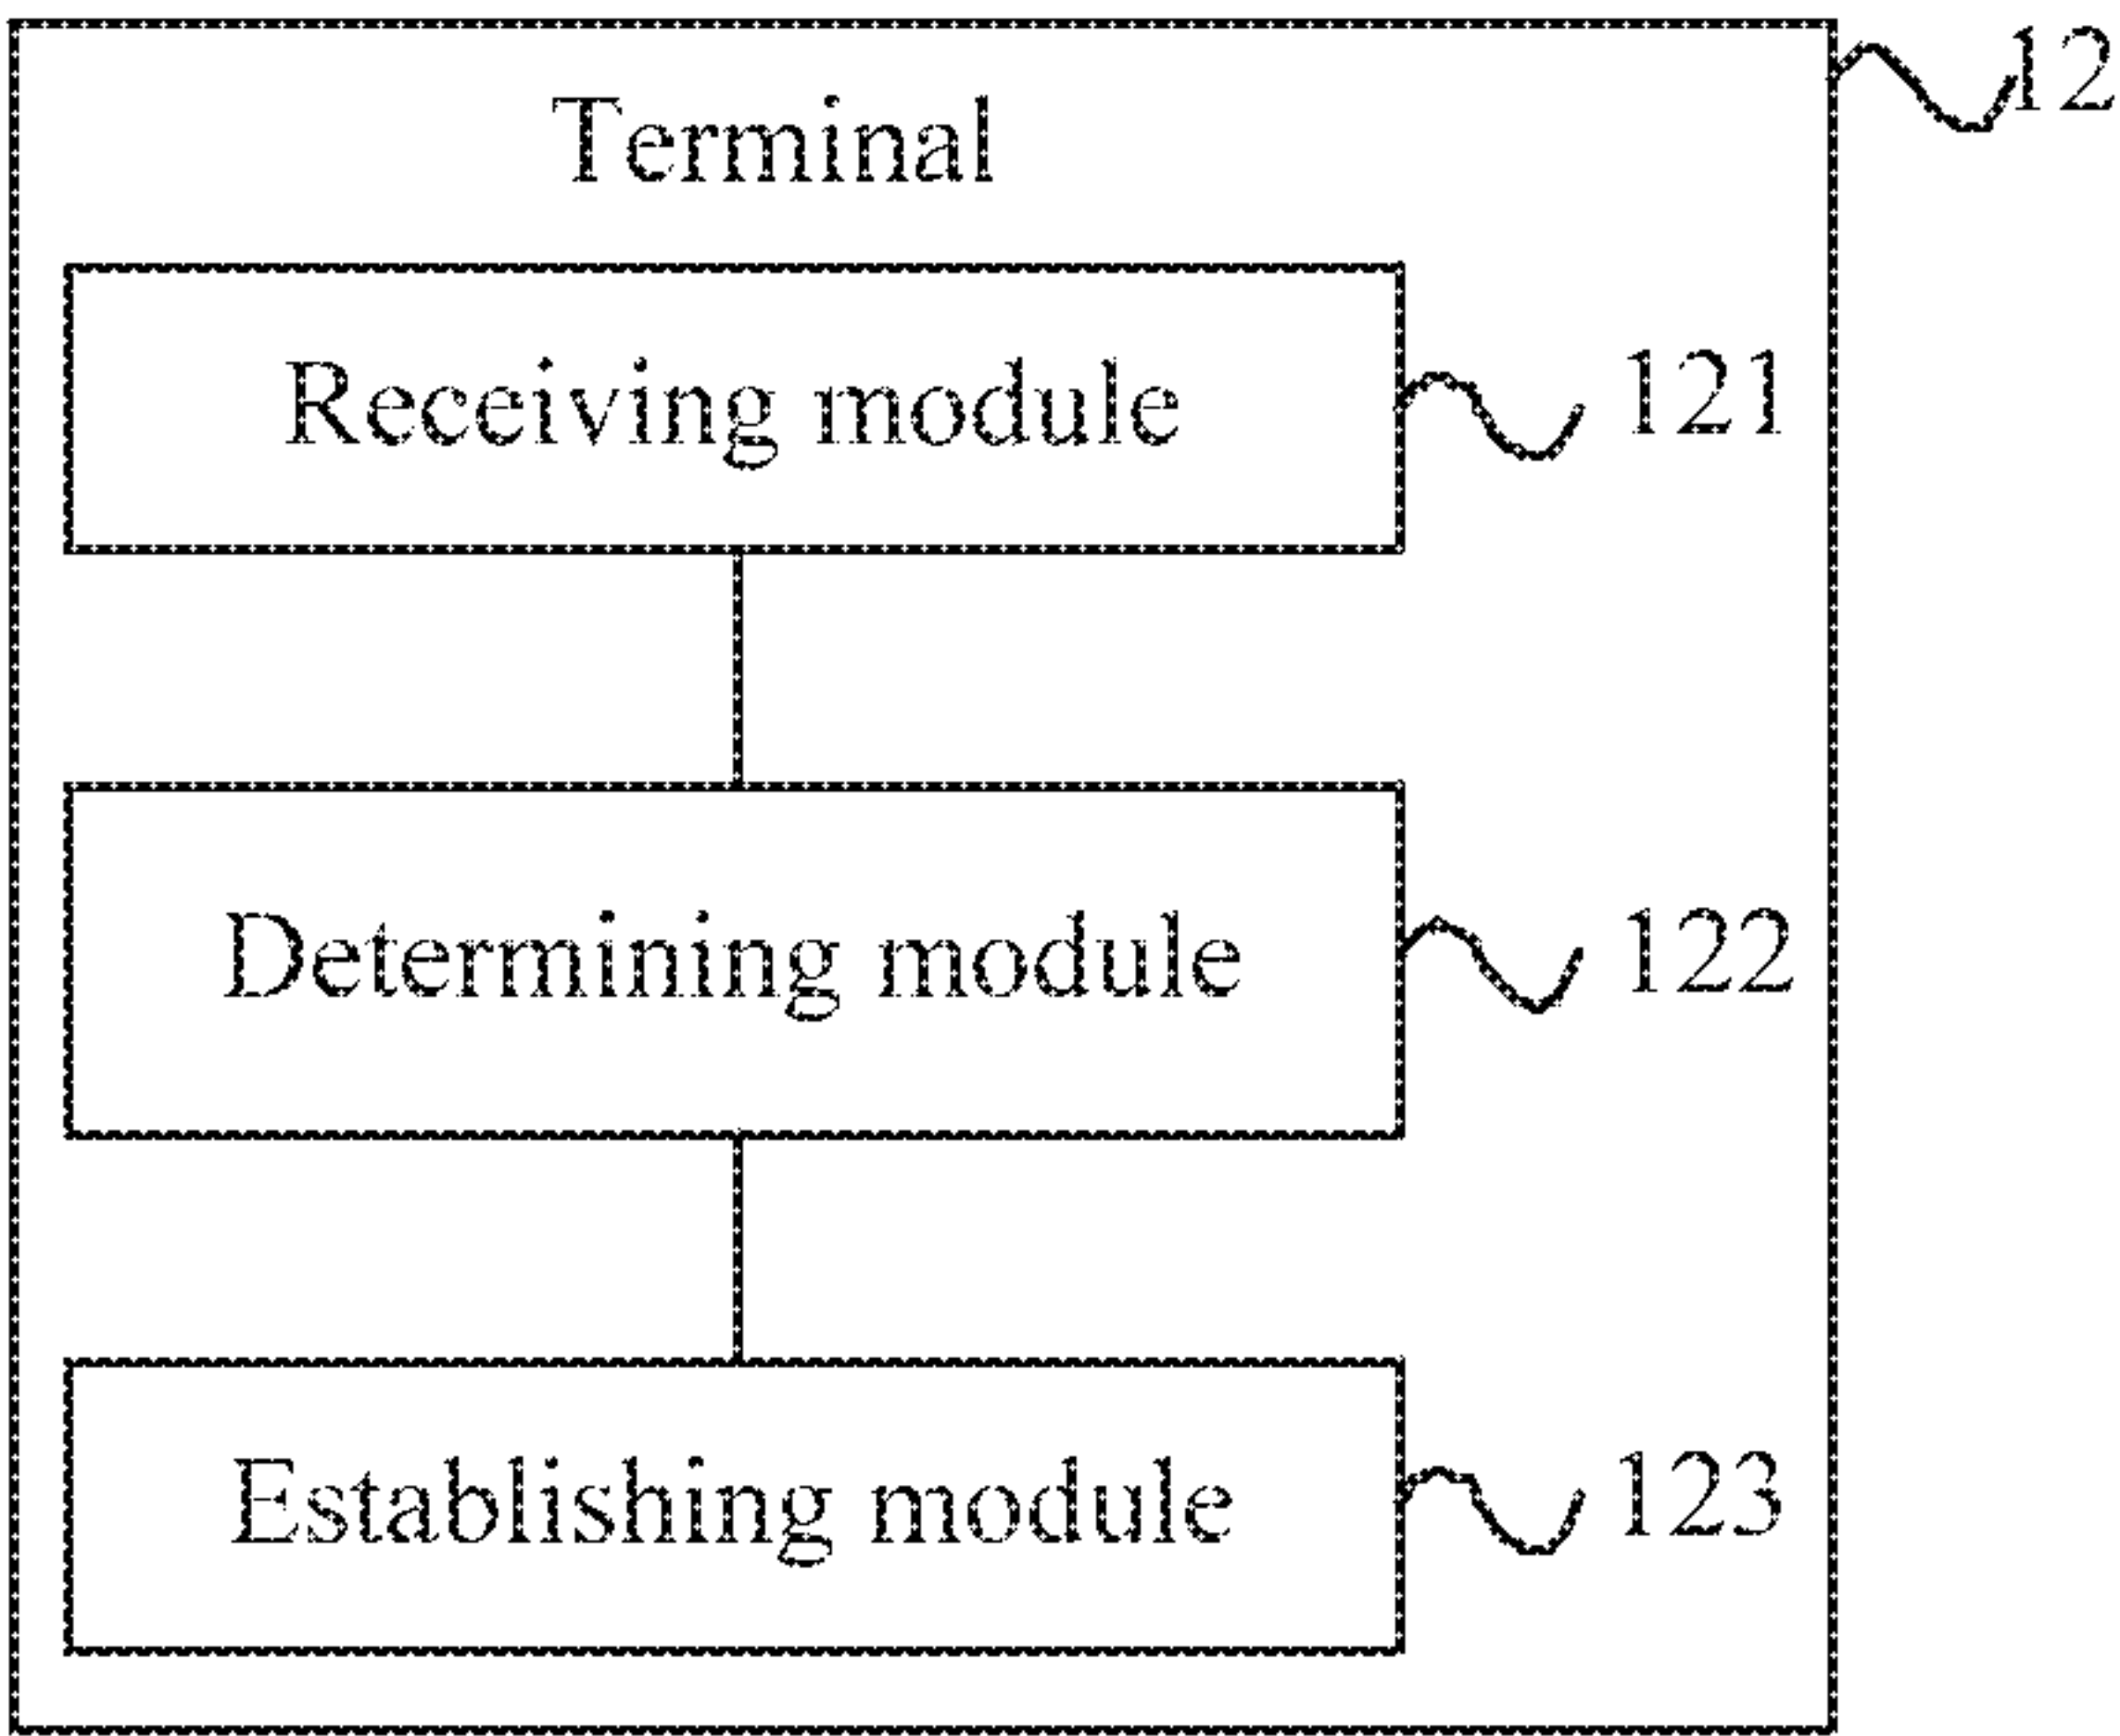 Terminal 12
Receiving module 121
Determining module 122
Establishing module 123